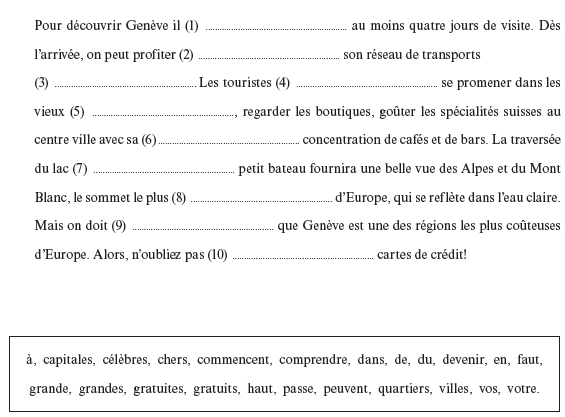 Pour découvrir Genève il (1) ................................................ au moins quatre jours de visite. Dès
l'arrivée, on peut profiter (2) ................................................ son réseau de transports
(3) ................................................ Les touristes (4) ................................................ se promener dans les
vieux (5) ................................................, regarder les boutiques, goûter les spécialités suisses au
centre ville avec sa (6)................................................ concentration de cafés et de bars. La traversée
du lac (7) ................................................ petit bateau fournira une belle vue des Alpes et du Mont
Blanc, le sommet le plus (8) ................................................ d'Europe, qui se reflète dans l'eau claire.
Mais on doit (9) ................................................ que Genève est une des régions les plus coûteuses
d'Europe. Alors, n'oubliez pas (10) ................................................ cartes de crédit!
à, capitales, célèbres, chers, commencent, comprendre, dans, de, du, devenir, en, faut,
grande, grandes, gratuites, gratuits, haut, passe, peuvent, quartiers, villes, vos, votre.